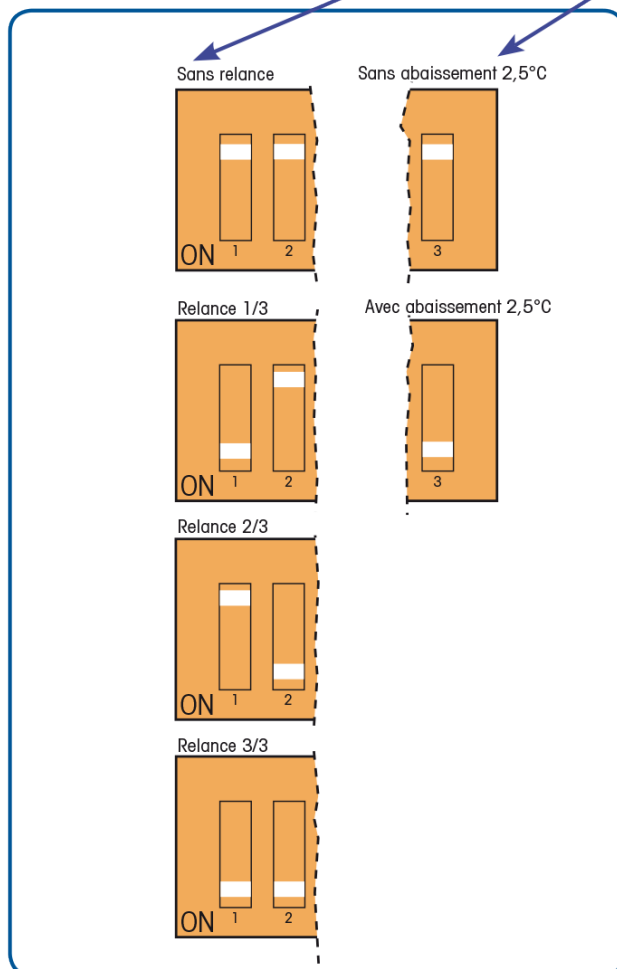 Sans relance
Sans abaissement 2,5°C
ON 1 2
3
Relance 1/3
Avec abaissement 2,5°C
ON 1 2
3
Relance 2/3
ON 1 2
Relance 3/3
ON 1 2